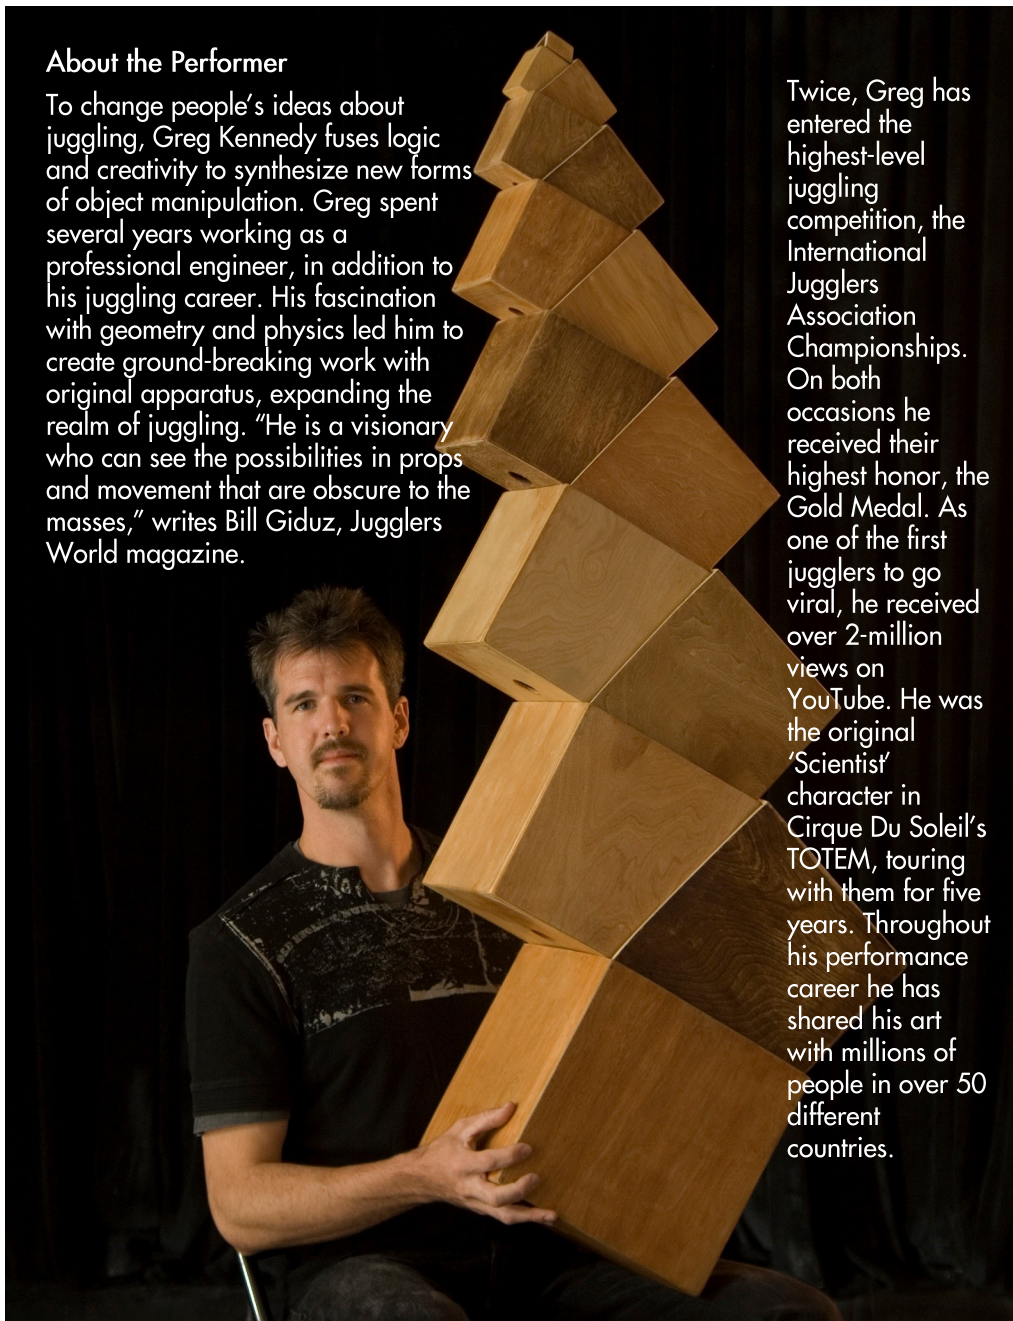 About the Performer
To change people's ideas about
juggling, Greg Kennedy fuses logic
and creativity to synthesize new forms
of object manipulation. Greg spent
several years working as a
professional engineer, in addition to
his juggling career. His fascination
with geometry and physics led him to
create ground-breaking work with
original apparatus, expanding the
realm of juggling. “He is a visionary
who can see the possibilities in props
and movement that are obscure to the
masses,” writes Bill Giduz, Jugglers
World magazine.
Twice, Greg has
entered the
highest-level
juggling
competition, the
International
Jugglers
Association
Championships.
On both
occasions he
received their
highest honor, the
Gold Medal. As
one of the first
jugglers to go
viral, he received
over 2-million
views on
YouTube. He was
the original
‘Scientist’
character in
Cirque Du Soleil’s
TOTEM, touring
with them for five
years. Throughout
his performance
career he has
shared his art
with millions of
people in over 50
different
countries.